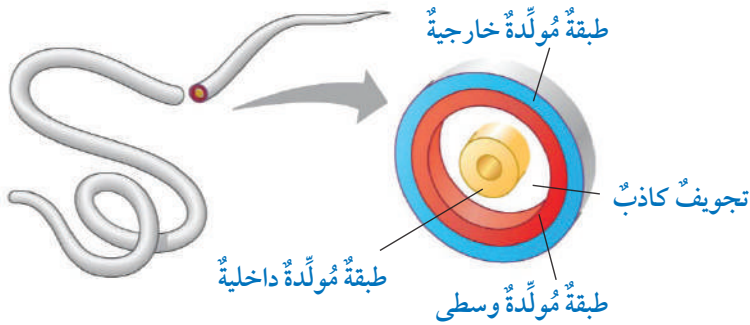 طبقةٌ مُولِّدةٌ خارجيةٌ
تجويفٌ كاذبٌ
طبقةٌ مُولِّدةٌ داخليةٌ
طبقةٌ مُولِّدةٌ وسطى